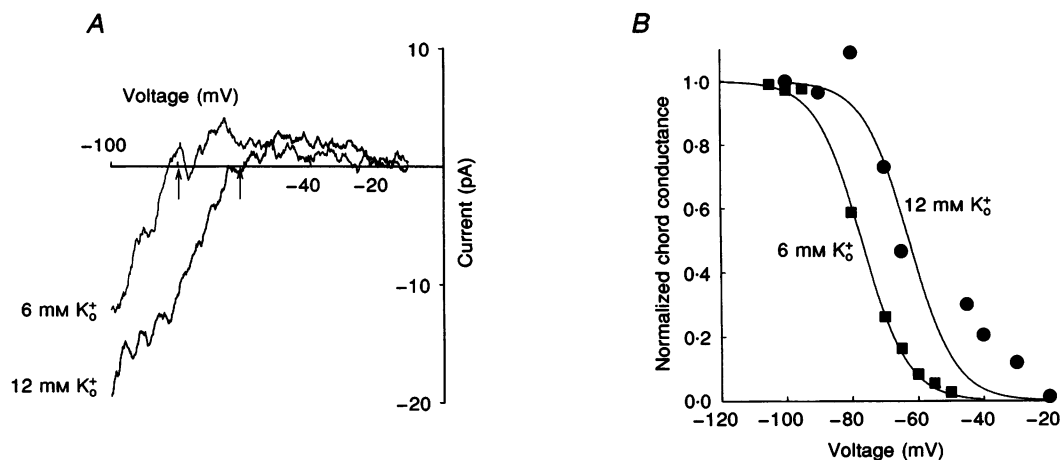 A
10
Voltage (mV)
−100
−40
−20
Current (pA)
−10
−20
6 mM K⁺ₒ
12 mM K⁺ₒ
B
Normalized chord conductance
1·0
0·8
0·6
0·4
0·2
0·0
12 mM K⁺ₒ
6 mM K⁺ₒ
−120 −100 −80 −60 −40 −20
Voltage (mV)